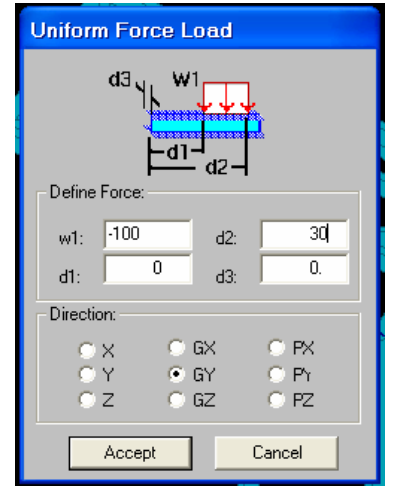 Uniform Force Load
d3 W1
d1
d2
Define Force:
w1: -100 d2: 30
d1: 0 d3: 0.
Direction:
X GX PX
Y GY PY
Z GZ PZ
Accept Cancel